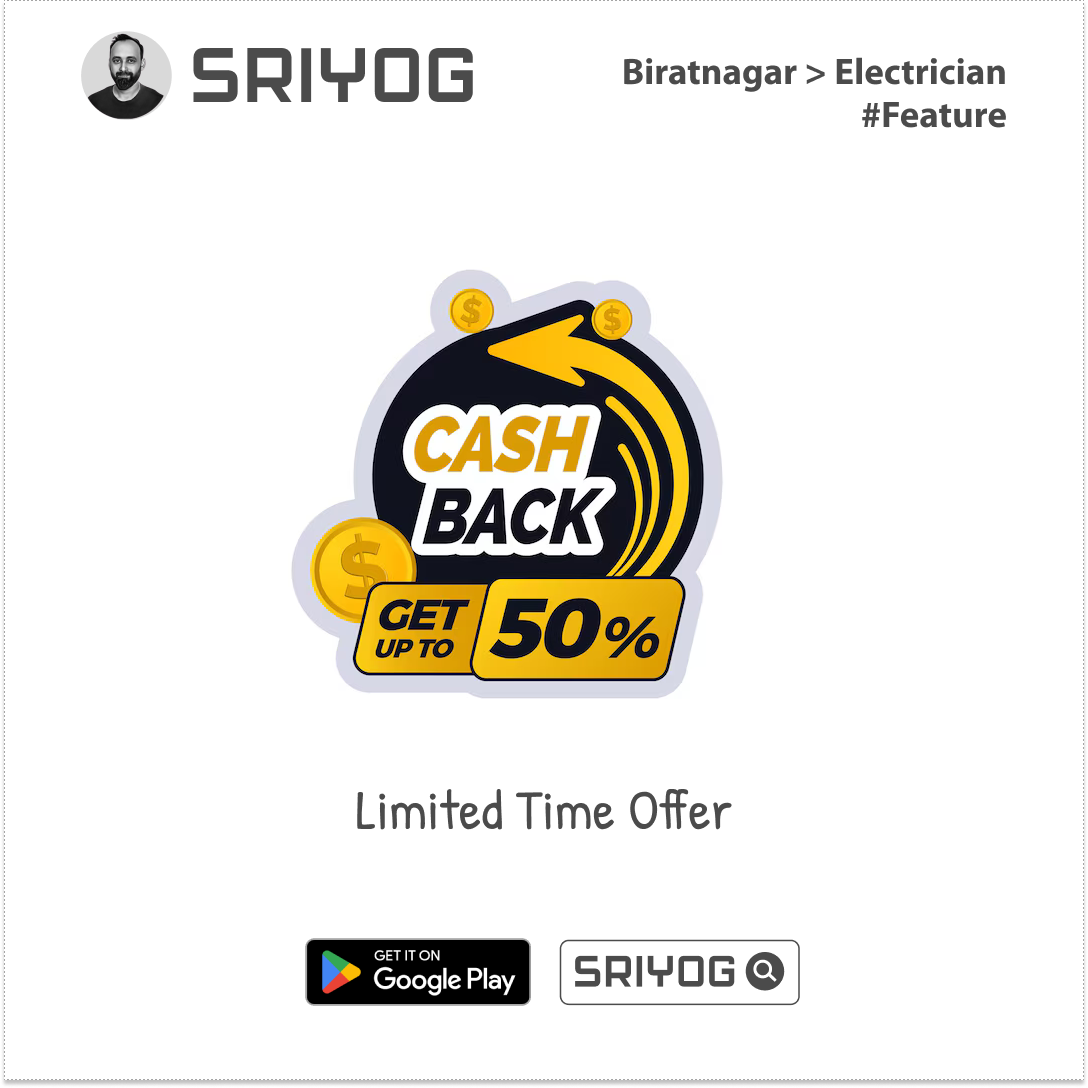 SRIYOG
Biratnagar > Electrician
#Feature
$
$
CASH
BACK
$
GET
UP TO
50%
Limited Time Offer
GET IT ON
Google Play
SRIYOG